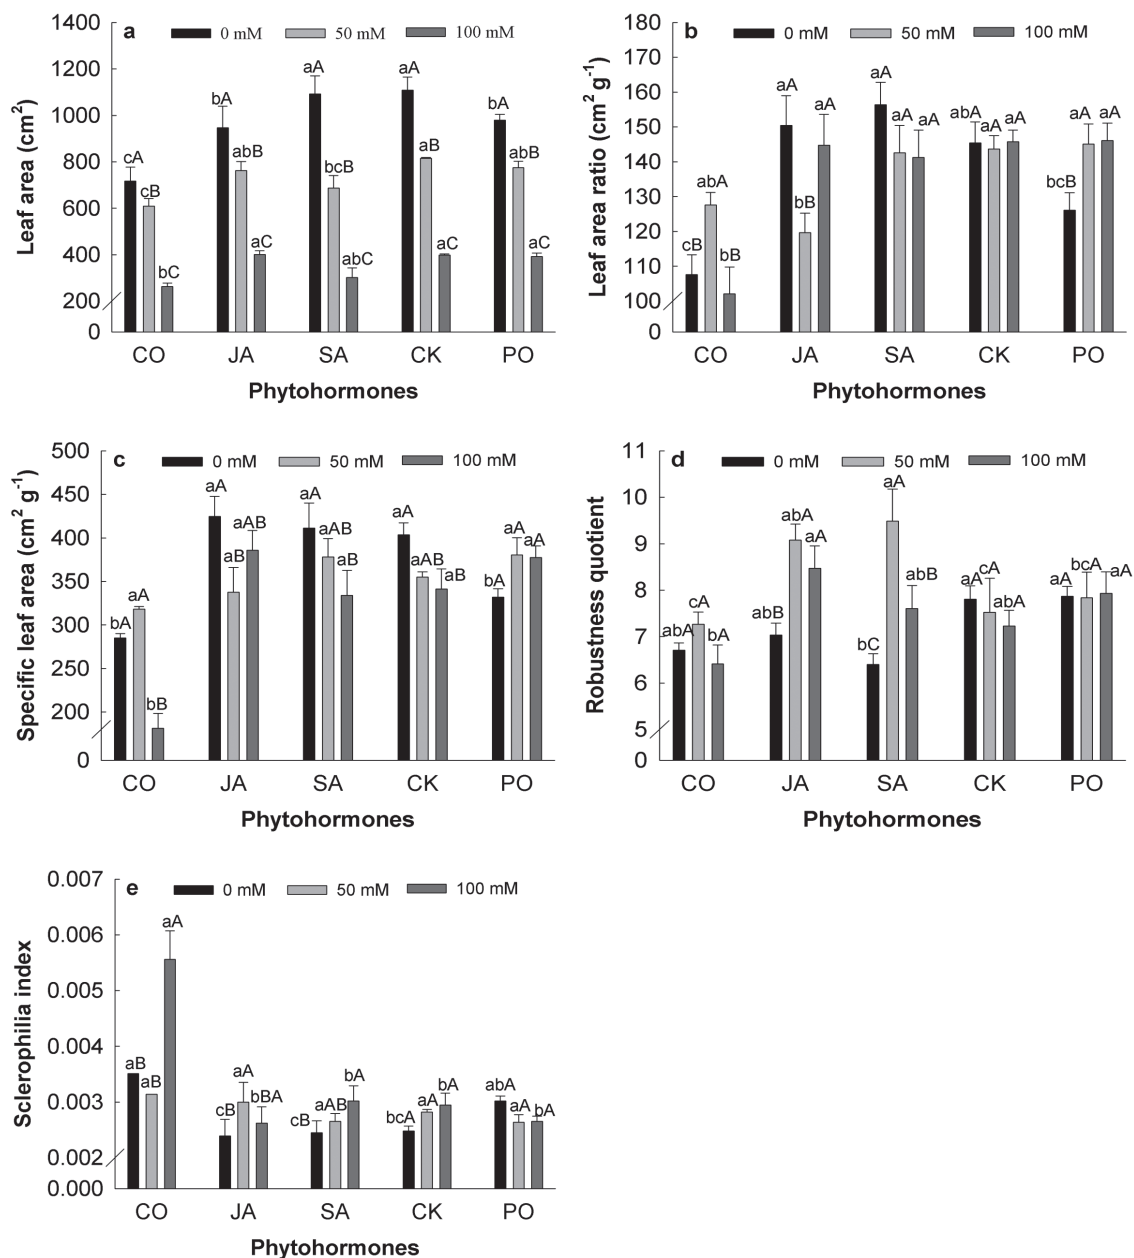 a
0 mM 50 mM 100 mM
Leaf area (cm²)
1400
1200
1000
800
600
400
200
0
cA cB bC
bA abB aC
aA bcB abC
aA aB aC
bA abB aC
CO JA SA CK PO
Phytohormones
b
0 mM 50 mM 100 mM
Leaf area ratio (cm² g⁻¹)
180
170
160
150
140
130
120
110
100
0
cB abA bB
aA bB aA
aA aA aA
abA aA aA
bcB aA aA
CO JA SA CK PO
Phytohormones
c
0 mM 50 mM 100 mM
Specific leaf area (cm² g⁻¹)
500
450
400
350
300
250
200
0
bA aA bB
aA aB aAB
aA aAB aB
aA aAB aB
bA aA aA
CO JA SA CK PO
Phytohormones
d
0 mM 50 mM 100 mM
Robustness quotient
11
10
9
8
7
6
5
0
abA cA bA
abB abA aA
bC aA abB
aA cA abA
aA bcA aA
CO JA SA CK PO
Phytohormones
e
0 mM 50 mM 100 mM
Sclerophilia index
0.007
0.006
0.005
0.004
0.003
0.002
0.000
aB aB aA
cB aA bBA
cB aAB bA
bcA aA bA
abA aA bA
CO JA SA CK PO
Phytohormones